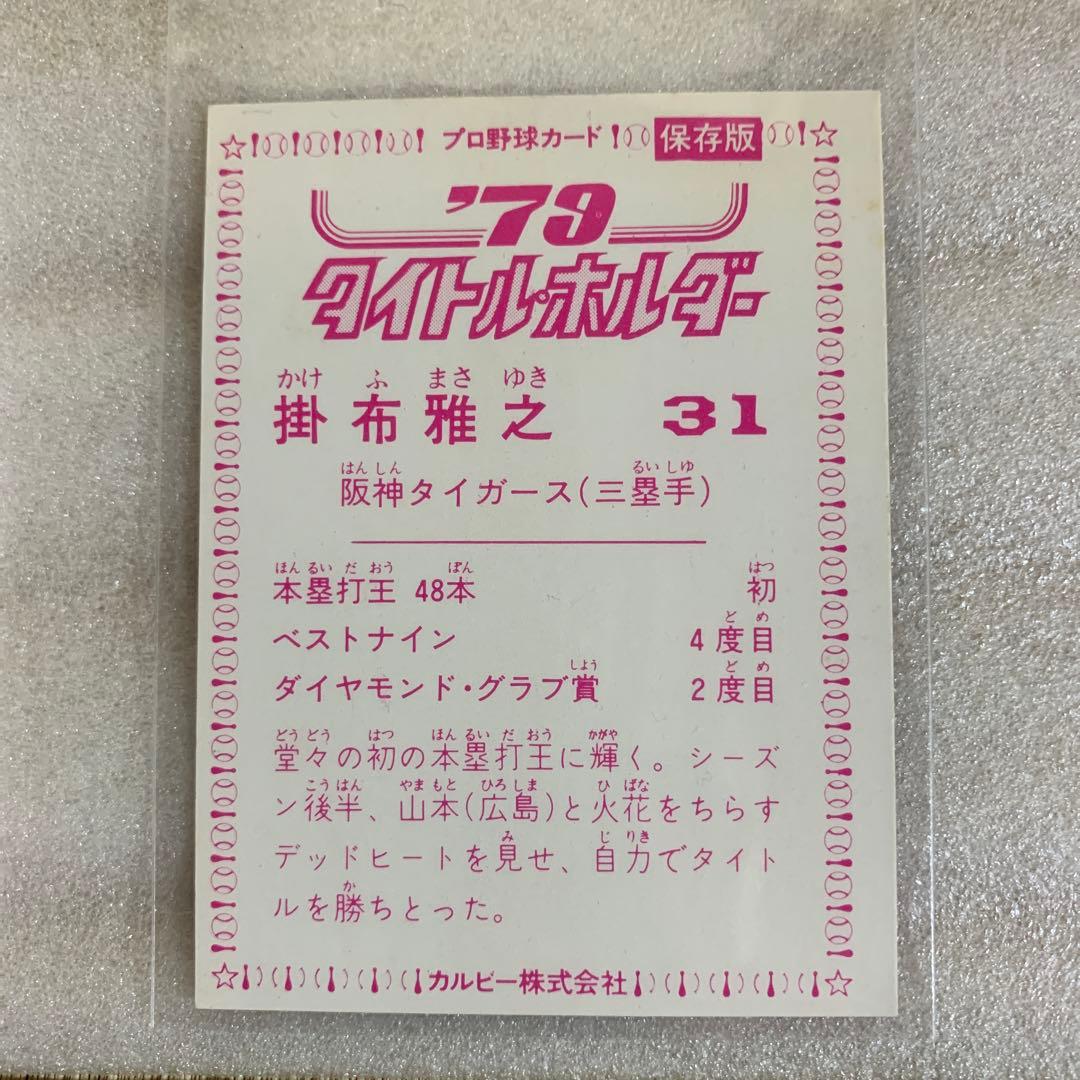 プロ野球カード 保存版
'79
タイトル・ホルダー
かけ ふ まさ ゆき
掛布雅之 31
はん しん るい しゆ
阪神タイガース(三塁手)
ほん るい だ おう ぽん はつ
本塁打王 48本 初
ど め
ベストナイン 4度目
しよう ど め
ダイヤモンド・グラブ賞 2度目
どう どう はつ ほん るい だ おう かがや
堂々の初の本塁打王に輝く。シーズ
こう はん やま もと ひろ しま ひ ばな
ン後半、山本(広島)と火花をちらす
み じ りき
デッドヒートを見せ、自力でタイト
か
ルを勝ちとった。
カルビー株式会社